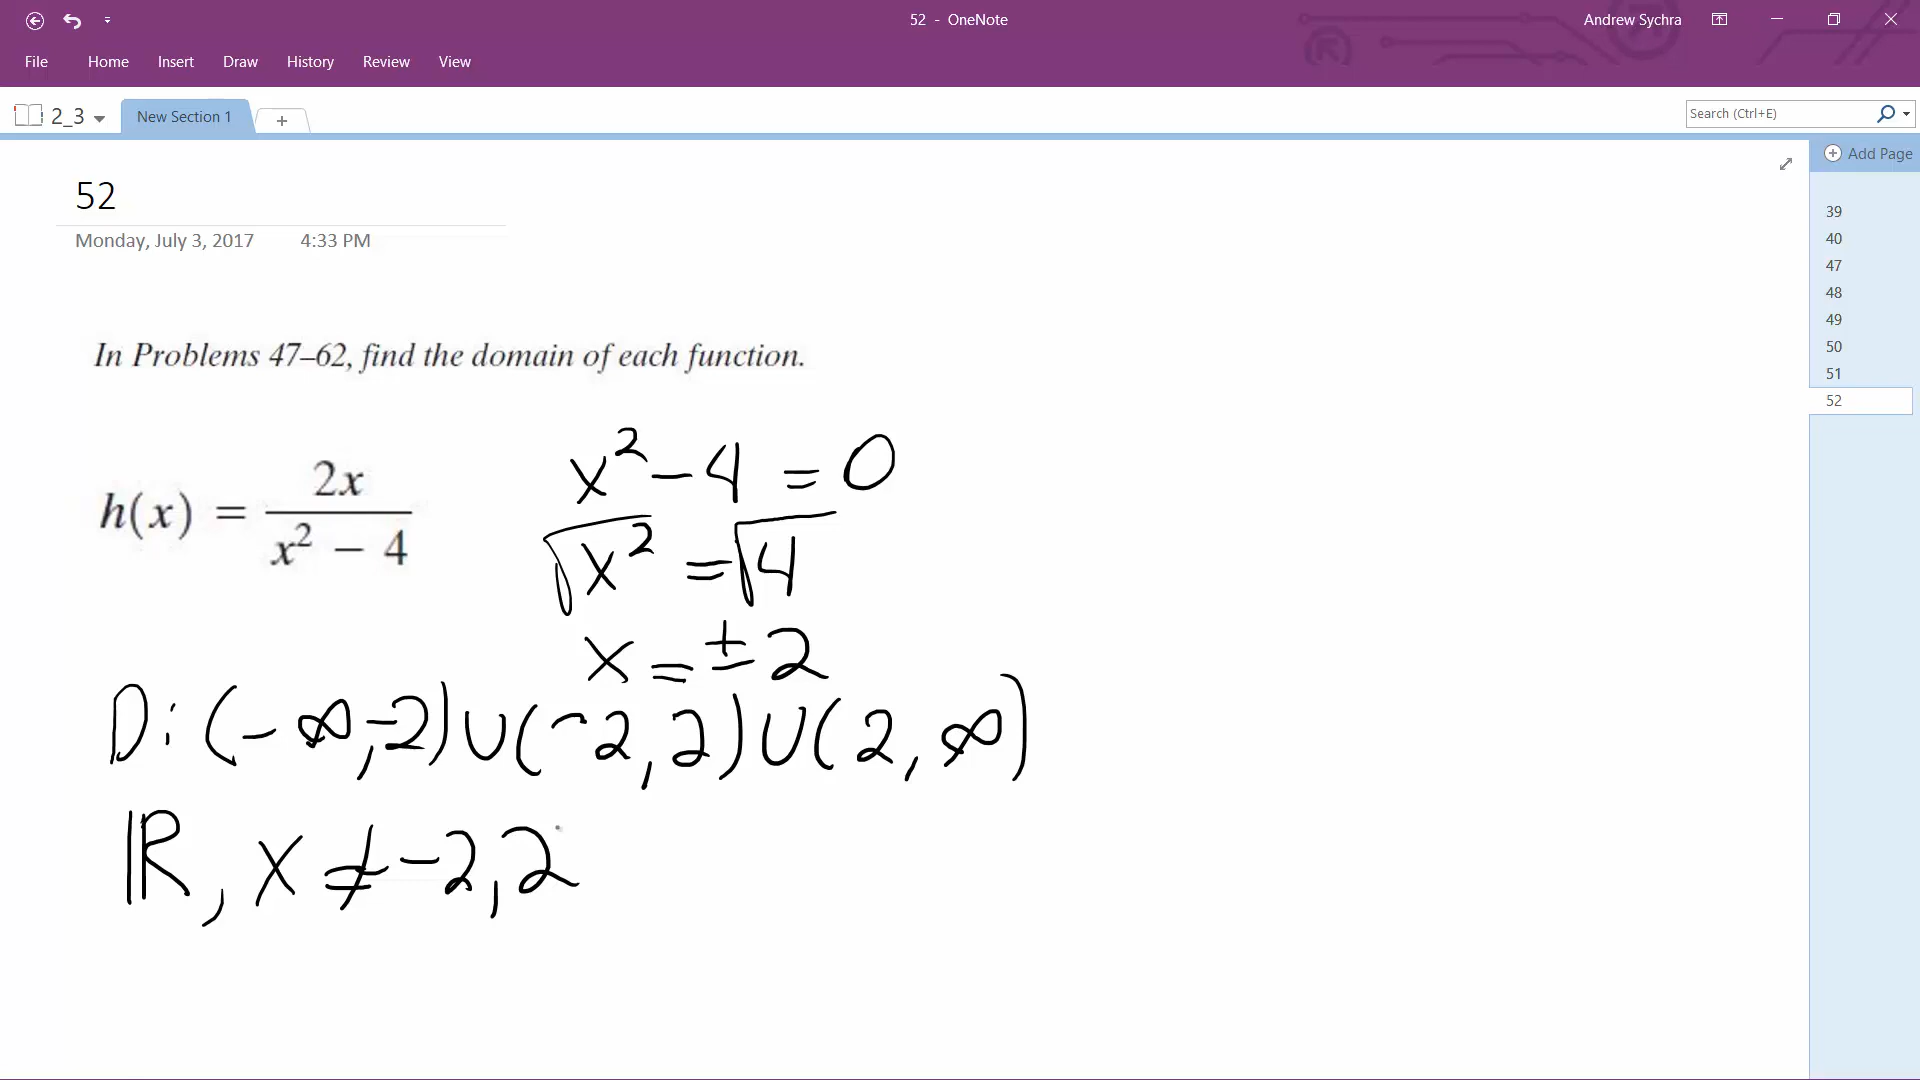 52 - OneNote
Andrew Sychra
File Home Insert Draw History Review View
2_3 New Section 1 +
Search (Ctrl+E)
Add Page
52
Monday, July 3, 2017 4:33 PM
39
40
47
48
49
50
51
52
In Problems 47–62, find the domain of each function.
h(x) = 2x / x² − 4
x² − 4 = 0
√x² = √4
x = ±2
D: (-∞,-2)∪(-2,2)∪(2,∞)
ℝ, x ≠ -2,2